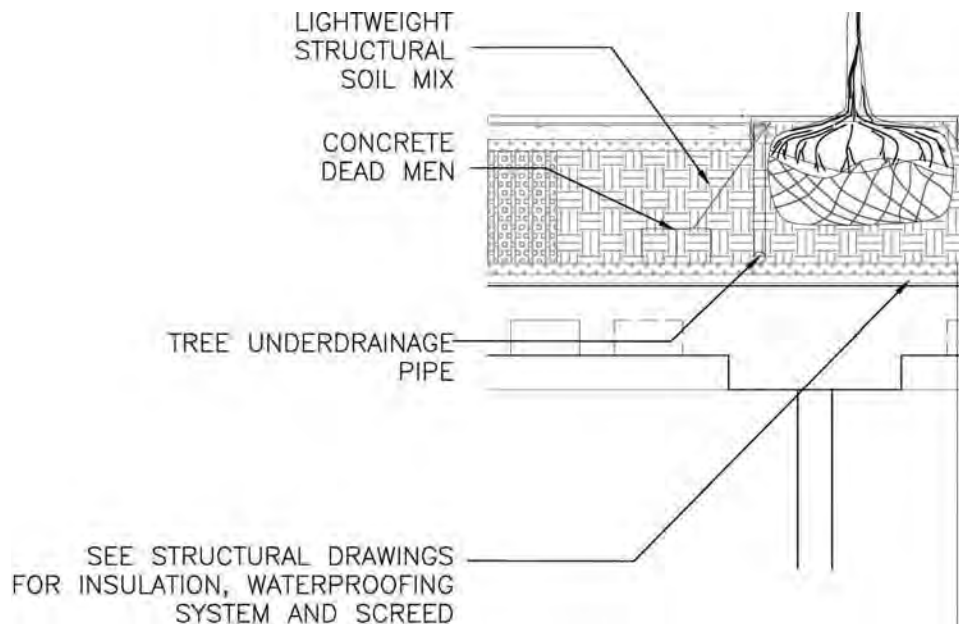 LIGHTWEIGHT
STRUCTURAL
SOIL MIX
CONCRETE
DEAD MEN
TREE UNDERDRAINAGE
PIPE
SEE STRUCTURAL DRAWINGS
FOR INSULATION, WATERPROOFING
SYSTEM AND SCREED